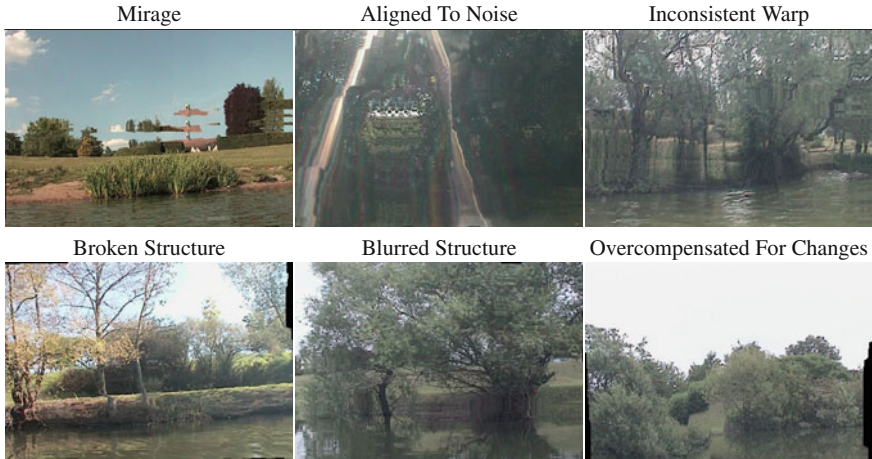 Mirage
Aligned To Noise
Inconsistent Warp
Broken Structure
Blurred Structure
Overcompensated For Changes